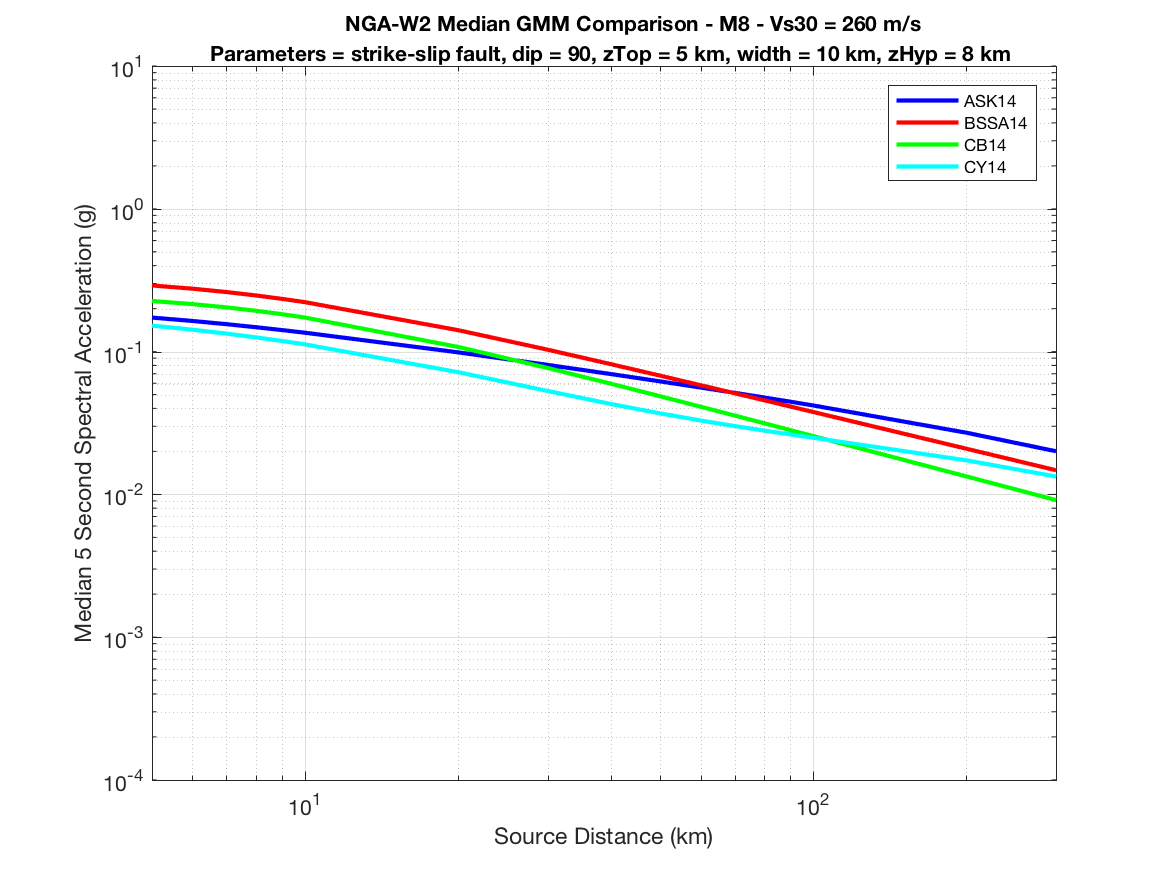 NGA-W2 Median GMM Comparison - M8 - Vs30 = 260 m/s
Parameters = strike-slip fault, dip = 90, zTop = 5 km, width = 10 km, zHyp = 8 km
ASK14
BSSA14
CB14
CY14
10^1
10^0
10^-1
10^-2
10^-3
10^-4
Median 5 Second Spectral Acceleration (g)
10^1 10^2
Source Distance (km)